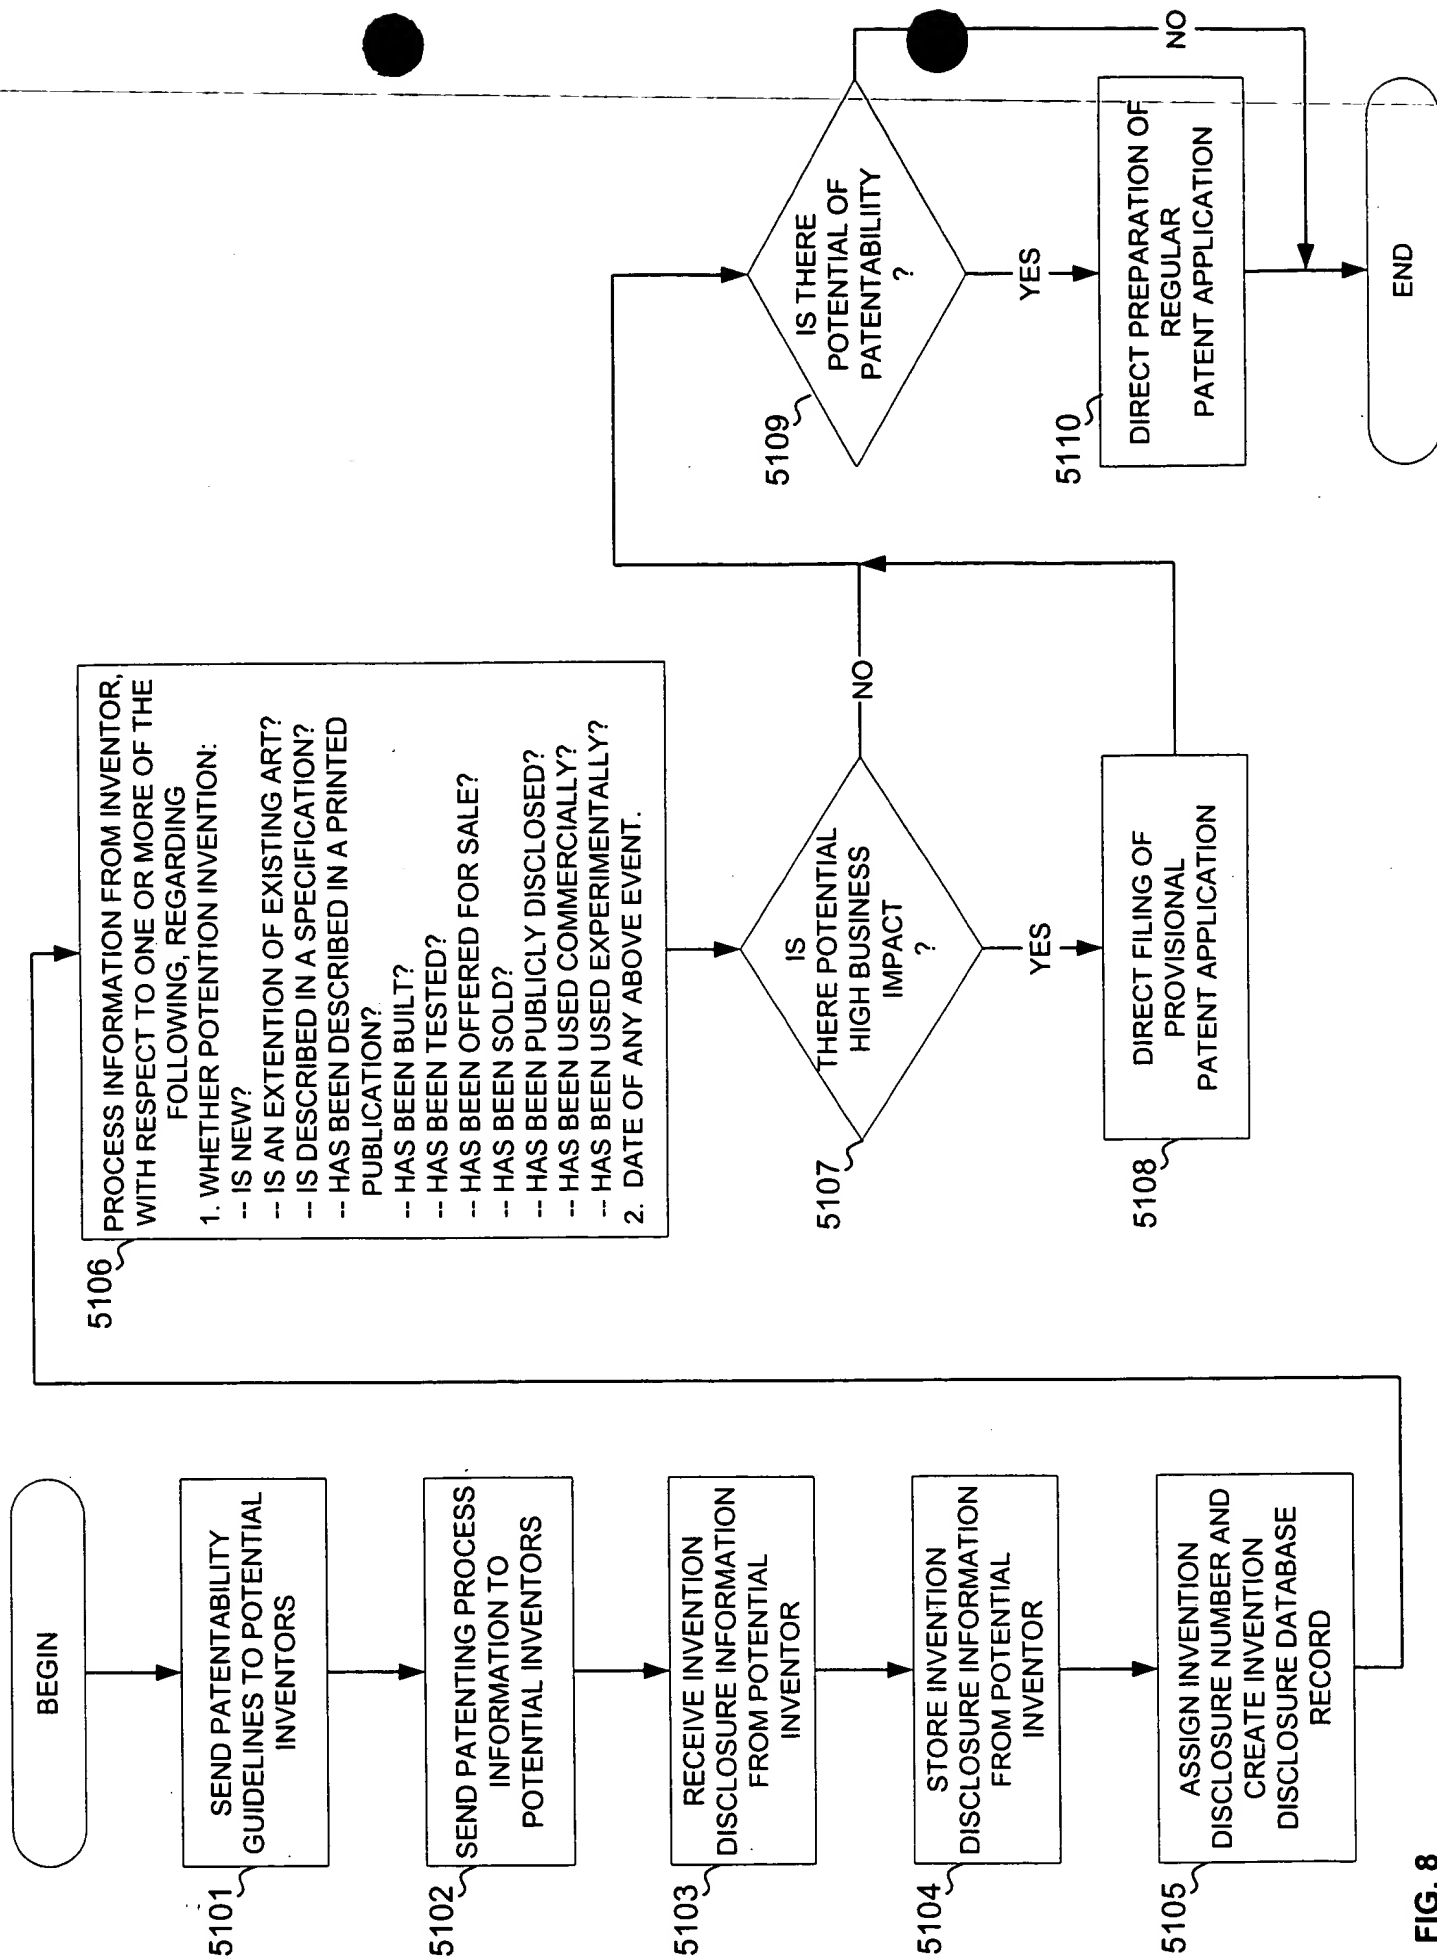 BEGIN
5101
SEND PATENTABILITY
GUIDELINES TO POTENTIAL
INVENTORS
5102
SEND PATENTING PROCESS
INFORMATION TO
POTENTIAL INVENTORS
5103
RECEIVE INVENTION
DISCLOSURE INFORMATION
FROM POTENTIAL
INVENTOR
5104
STORE INVENTION
DISCLOSURE INFORMATION
FROM POTENTIAL
INVENTOR
5105
ASSIGN INVENTION
DISCLOSURE NUMBER AND
CREATE INVENTION
DISCLOSURE DATABASE
RECORD
5106
PROCESS INFORMATION FROM INVENTOR,
WITH RESPECT TO ONE OR MORE OF THE
FOLLOWING, REGARDING
1. WHETHER POTENTION INVENTION:
-- IS NEW?
-- IS AN EXTENTION OF EXISTING ART?
-- IS DESCRIBED IN A SPECIFICATION?
-- HAS BEEN DESCRIBED IN A PRINTED
PUBLICATION?
-- HAS BEEN BUILT?
-- HAS BEEN TESTED?
-- HAS BEEN OFFERED FOR SALE?
-- HAS BEEN SOLD?
-- HAS BEEN PUBLICLY DISCLOSED?
-- HAS BEEN USED COMMERCIALLY?
-- HAS BEEN USED EXPERIMENTALLY?
2. DATE OF ANY ABOVE EVENT.
5107
IS
THERE POTENTIAL
HIGH BUSINESS
IMPACT
?
NO
YES
5108
DIRECT FILING OF
PROVISIONAL
PATENT APPLICATION
5109
IS THERE
POTENTIAL OF
PATENTABILIITY
?
NO
YES
5110
DIRECT PREPARATION OF
REGULAR
PATENT APPLICATION
END
FIG. 8